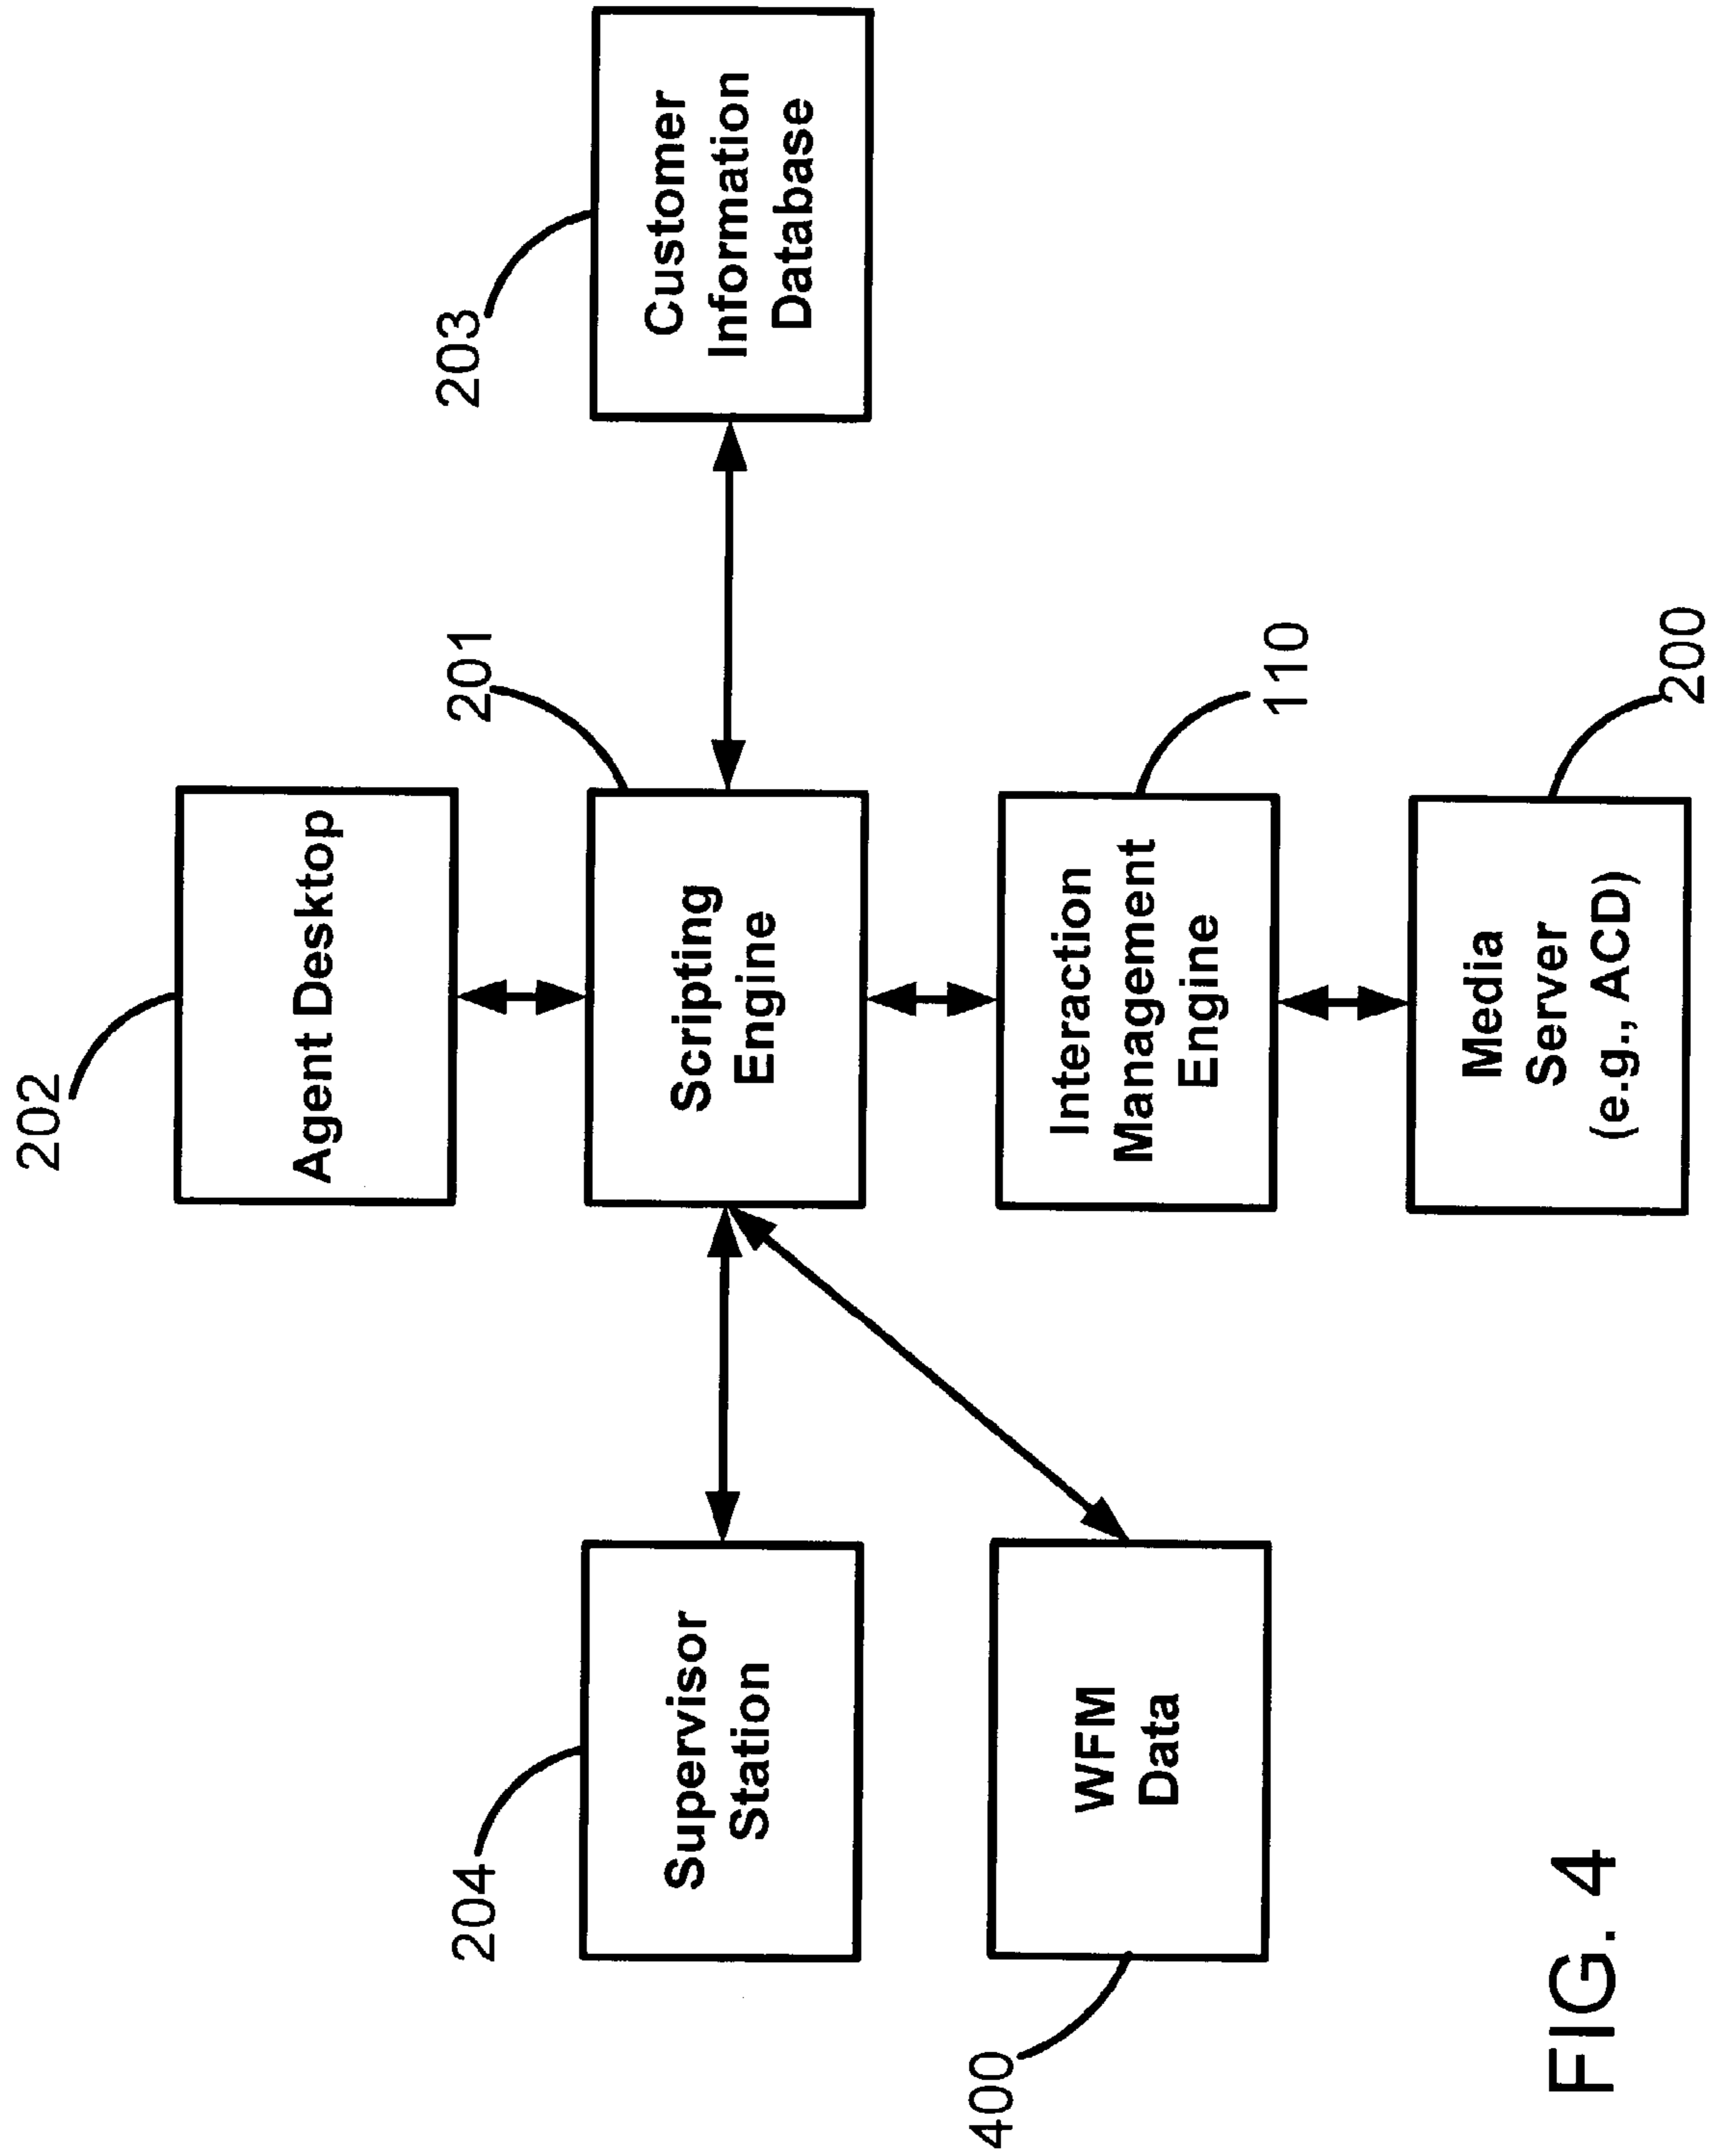 202
Agent Desktop
204
Supervisor
Station
201
Scripting
Engine
203
Customer
Information
Database
400
WFM
Data
110
Interaction
Management
Engine
200
Media
Server
(e.g., ACD)
FIG. 4